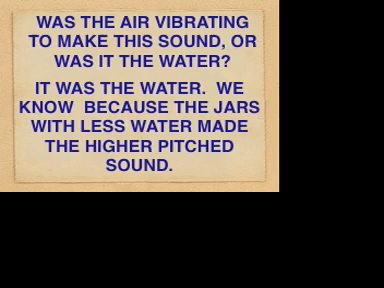 WAS THE AIR VIBRATING
TO MAKE THIS SOUND, OR
WAS IT THE WATER?
IT WAS THE WATER. WE
KNOW BECAUSE THE JARS
WITH LESS WATER MADE
THE HIGHER PITCHED
SOUND.